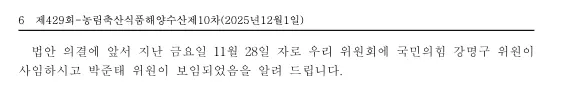 6 제429회-농림축산식품해양수산제10차(2025년12월1일)
법안 의결에 앞서 지난 금요일 11월 28일 자로 우리 위원회에 국민의힘 강명구 위원이
사임하시고 박준태 위원이 보임되었음을 알려 드립니다.